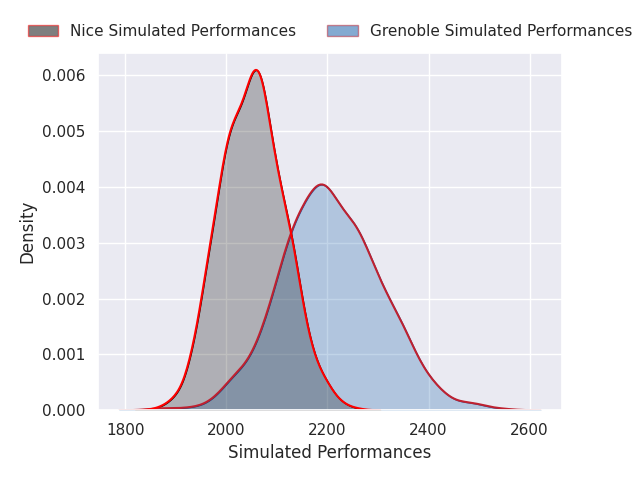 Nice Simulated Performances Grenoble Simulated Performances
0.006
0.005
0.004
0.003
0.002
0.001
0.000
Density
1800 2000 2200 2400 2600
Simulated Performances